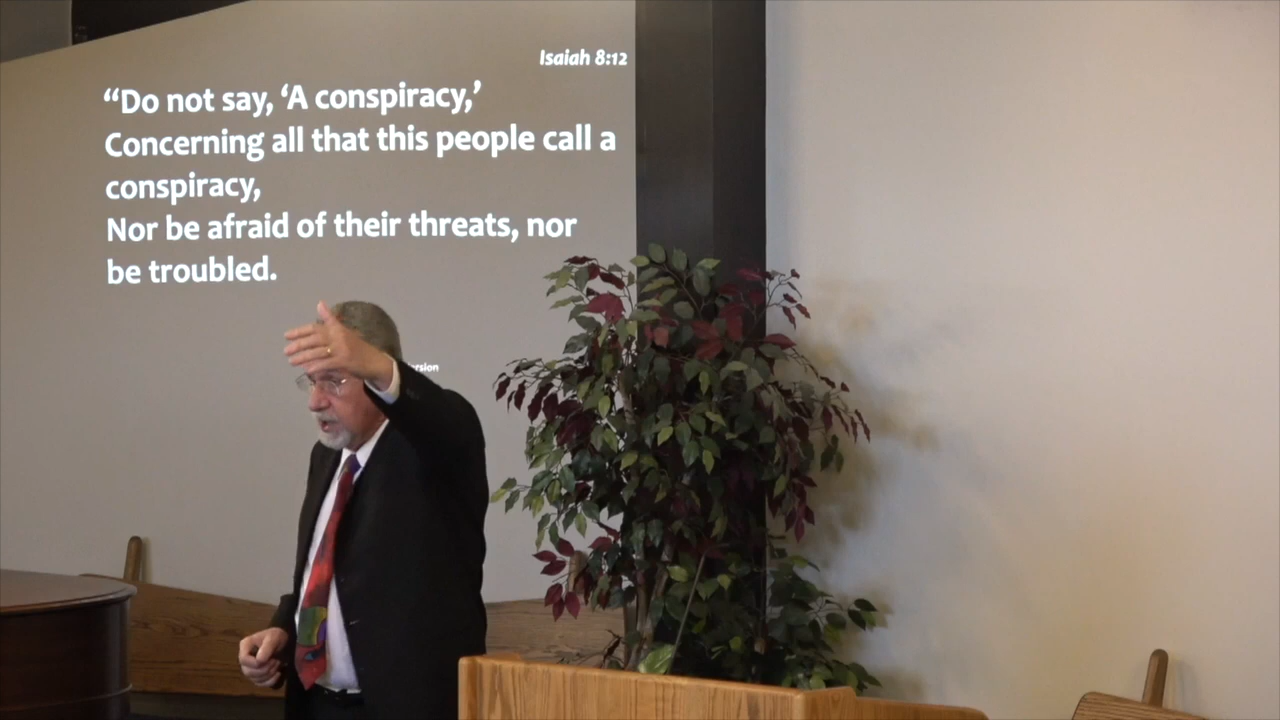 Isaiah 8:12
“Do not say, ‘A conspiracy,’
Concerning all that this people call a
conspiracy,
Nor be afraid of their threats, nor
be troubled.